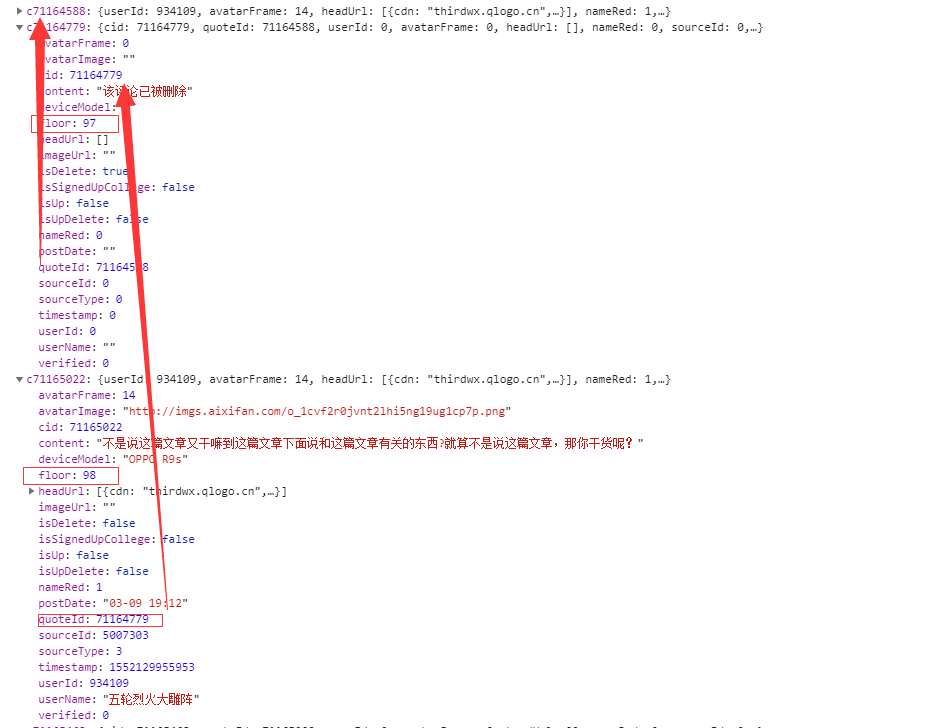 c71164588: {userId: 934109, avatarFrame: 14, headUrl: [{cdn: "thirdwx.qlogo.cn",…}], nameRed: 1,…}
c71164779: {cid: 71164779, quoteId: 71164588, userId: 0, avatarFrame: 0, headUrl: [], nameRed: 0, sourceId: 0,…}
avatarFrame: 0
avatarImage: ""
cid: 71164779
content: "该评论已被删除"
deviceModel:
floor: 97
headUrl: []
imageUrl: ""
isDelete: true
isSignedUpCollege: false
isUp: false
isUpDelete: false
nameRed: 0
postDate: ""
quoteId: 71164588
sourceId: 0
sourceType: 0
timestamp: 0
userId: 0
userName: ""
verified: 0
c71165022: {userId: 934109, avatarFrame: 14, headUrl: [{cdn: "thirdwx.qlogo.cn",…}], nameRed: 1,…}
avatarFrame: 14
avatarImage: "http://imgs.aixifan.com/o_1cvf2r0jvnt2lhi5ng19ug1cp7p.png"
cid: 71165022
content: "不是说这篇文章又干嘛到这篇文章下面说和这篇文章有关的东西?就算不是说这篇文章，那你干货呢？"
deviceModel: "OPPO R9s"
floor: 98
headUrl: [{cdn: "thirdwx.qlogo.cn",…}]
imageUrl: ""
isDelete: false
isSignedUpCollege: false
isUp: false
isUpDelete: false
nameRed: 1
postDate: "03-09 19:12"
quoteId: 71164779
sourceId: 5007303
sourceType: 3
timestamp: 1552129955953
userId: 934109
userName: "五轮烈火大雕阵"
verified: 0